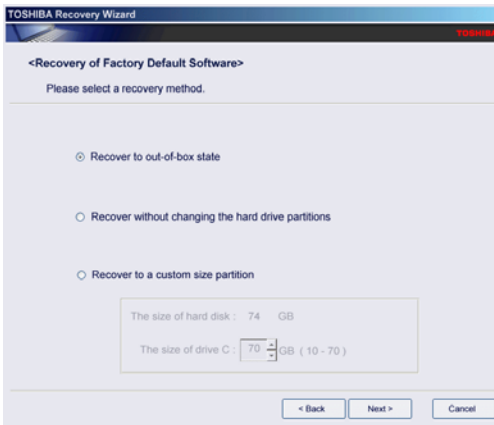 TOSHIBA Recovery Wizard
TOSHIBA
<Recovery of Factory Default Software>
Please select a recovery method.
Recover to out-of-box state
Recover without changing the hard drive partitions
Recover to a custom size partition
The size of hard disk : 74 GB
The size of drive C : 70 GB ( 10 - 70 )
< Back Next > Cancel